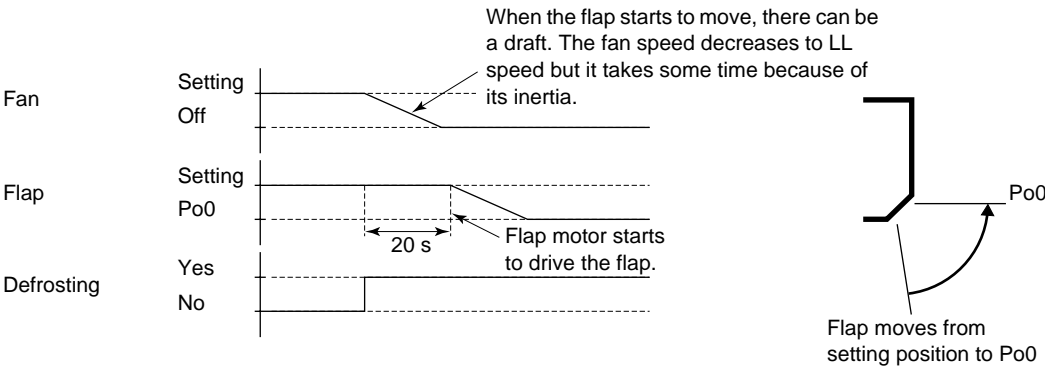 When the flap starts to move, there can be
a draft. The fan speed decreases to LL
speed but it takes some time because of
its inertia.
Fan
Setting
Off
Flap
Setting
Po0
20 s
Flap motor starts
to drive the flap.
Defrosting
Yes
No
Po0
Flap moves from
setting position to Po0